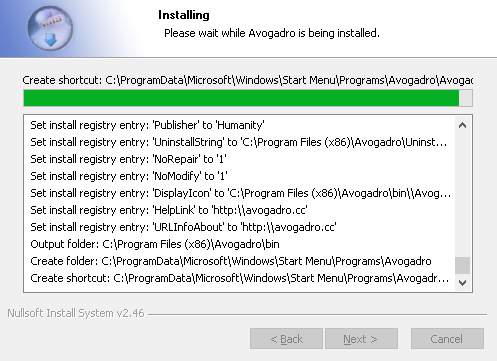 Installing
Please wait while Avogadro is being installed.
Create shortcut: C:\ProgramData\Microsoft\Windows\Start Menu\Programs\Avogadro\Avogad
Set install registry entry: 'Publisher' to 'Humanity'
Set install registry entry: 'UninstallString' to 'C:\Program Files (x86)\Avogadro\Uninst...
Set install registry entry: 'NoRepair' to '1'
Set install registry entry: 'NoModify' to '1'
Set install registry entry: 'DisplayIcon' to 'C:\Program Files (x86)\Avogadro\bin\\Avog...
Set install registry entry: 'HelpLink' to 'http:\\avogadro.cc'
Set install registry entry: 'URLInfoAbout' to 'http:\\avogadro.cc'
Output folder: C:\Program Files (x86)\Avogadro\bin
Create folder: C:\ProgramData\Microsoft\Windows\Start Menu\Programs\Avogadro
Create shortcut: C:\ProgramData\Microsoft\Windows\Start Menu\Programs\Avogadr...
Nullsoft Install System v2.46
< Back Next > Cancel